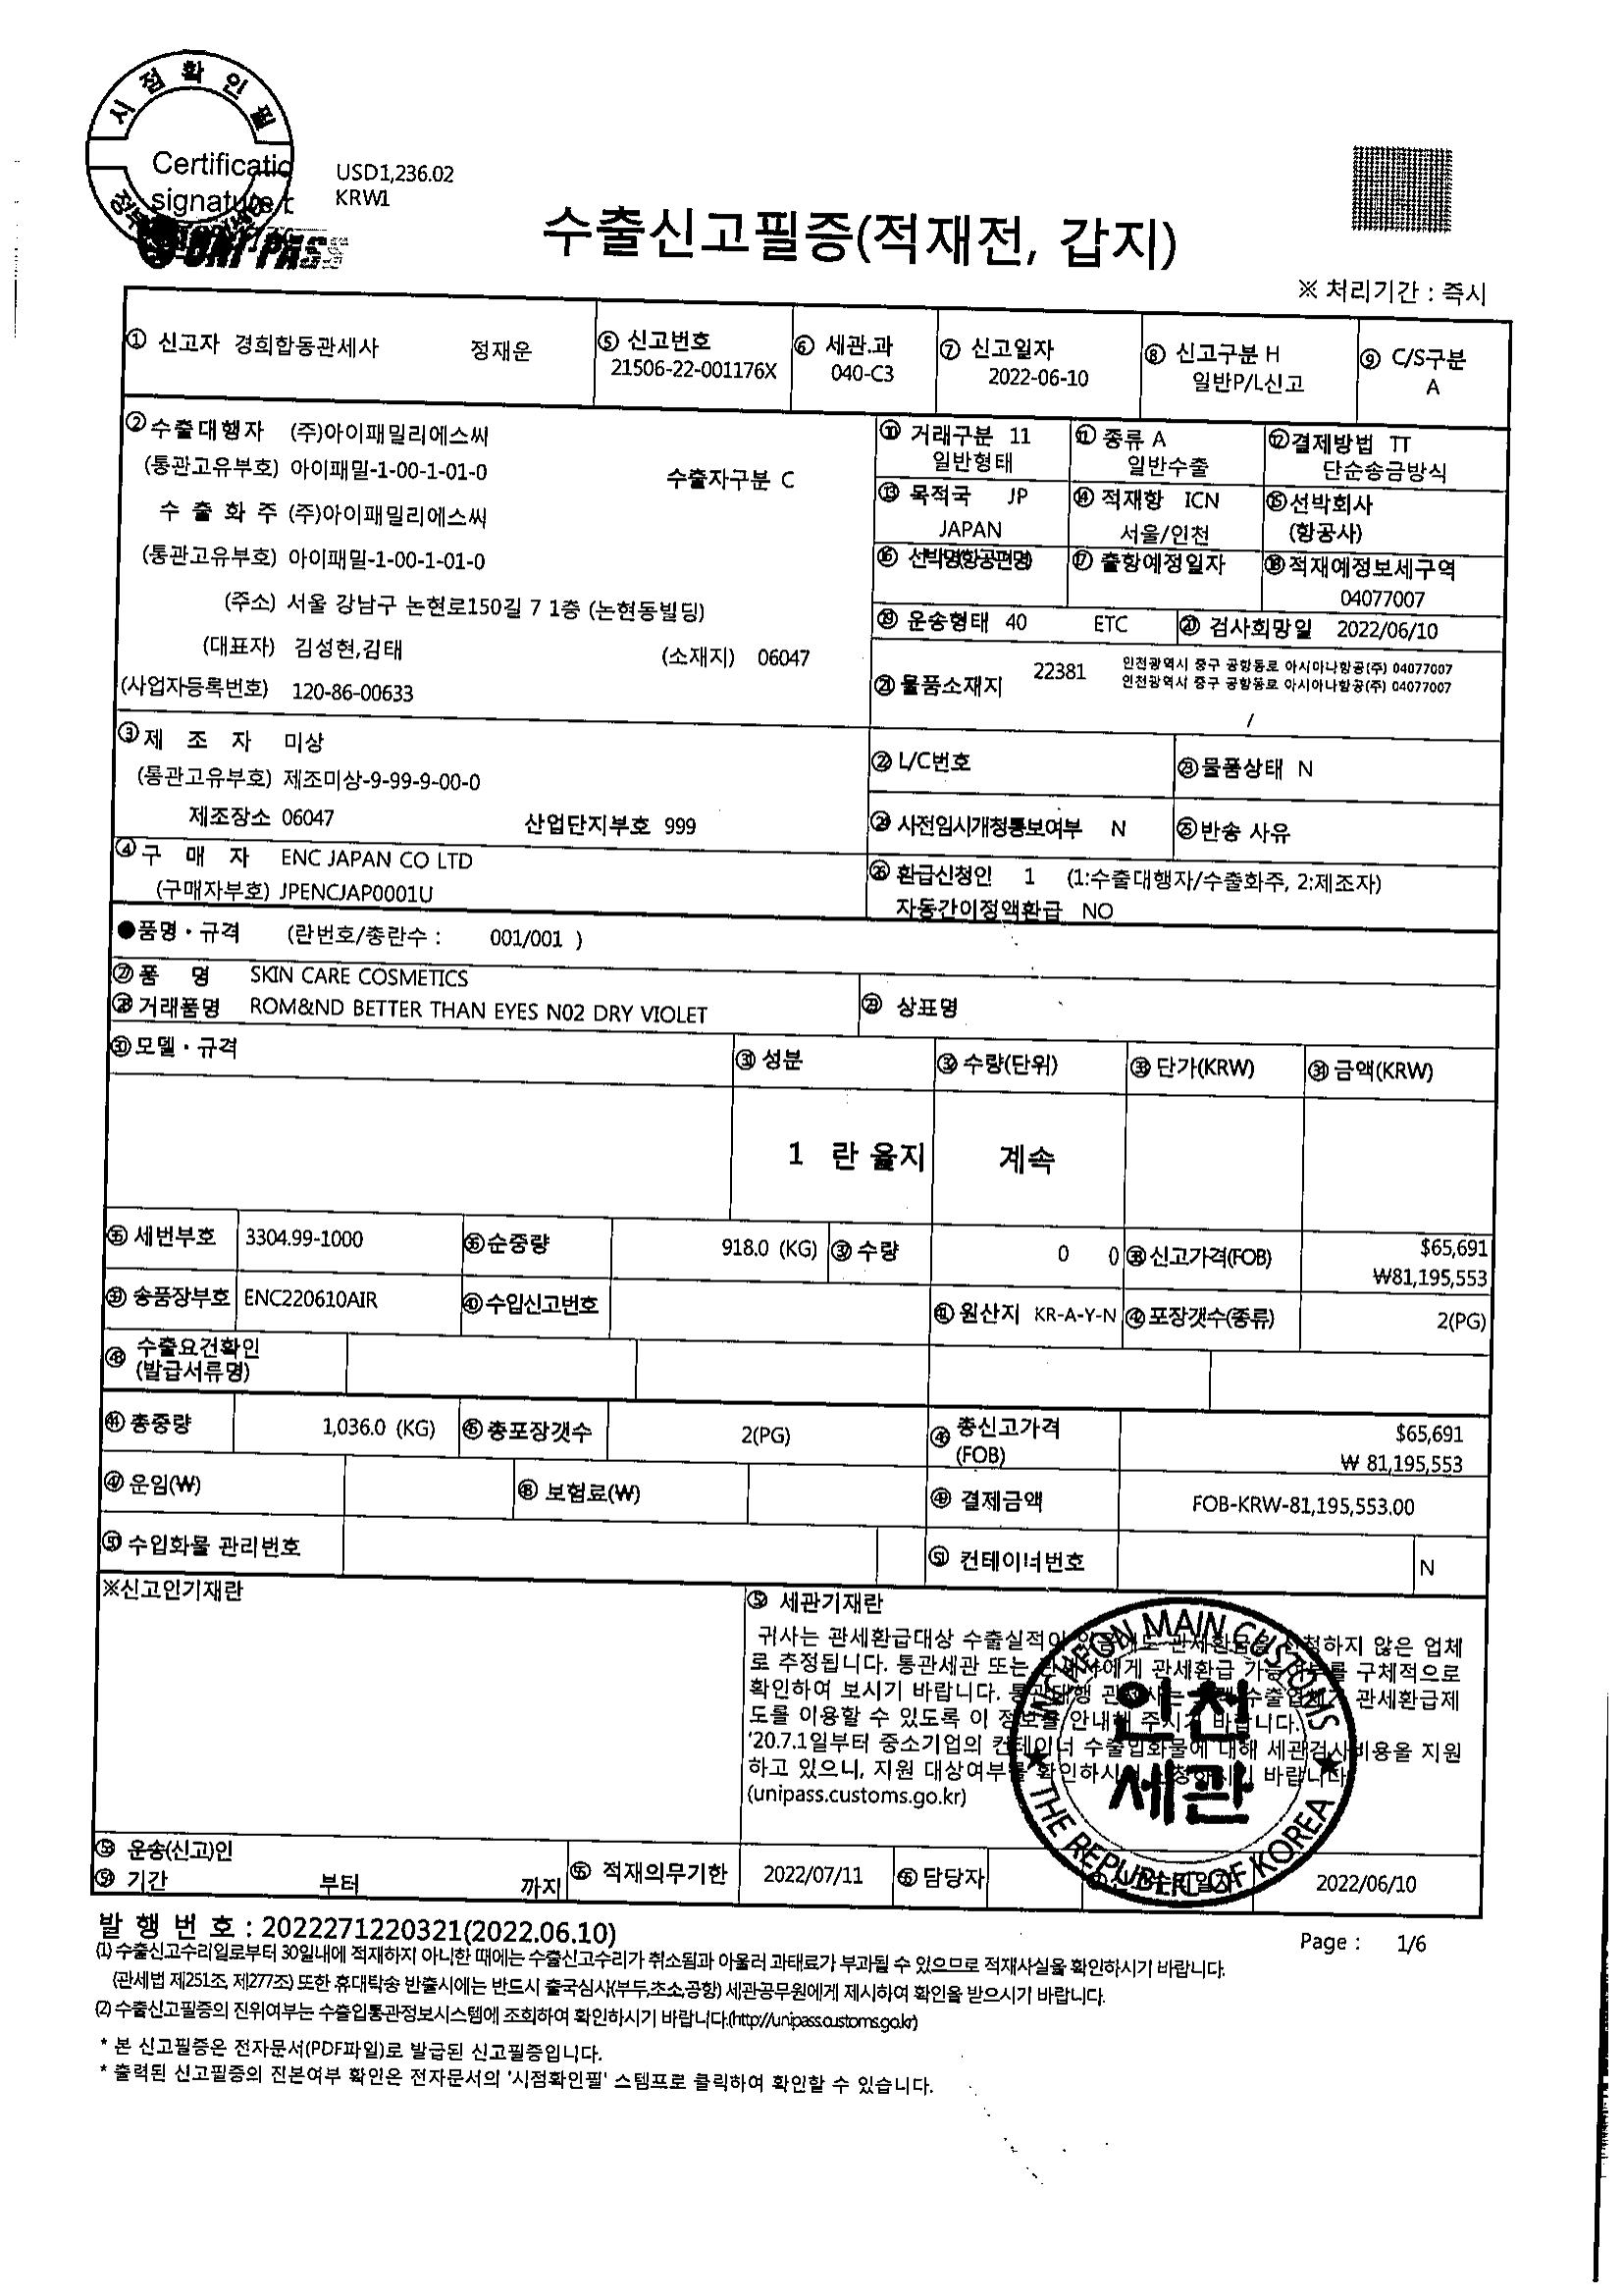 시점확인필
Certificatio
signature
UNI-PASS
USD1,236.02
KRW1
수출신고필증(적재전, 갑지)
※ 처리기간 : 즉시
① 신고자 경희합동관세사 정재운
⑤ 신고번호
21506-22-001176X
⑥ 세관.과
040-C3
⑦ 신고일자
2022-06-10
⑧ 신고구분 H
일반P/L신고
⑨ C/S구분
A
② 수출대행자 (주)아이패밀리에스씨
(통관고유부호) 아이패밀-1-00-1-01-0
수출자구분 C
수 출 화 주 (주)아이패밀리에스씨
(통관고유부호) 아이패밀-1-00-1-01-0
(주소) 서울 강남구 논현로150길 7 1층 (논현동빌딩)
(대표자) 김성현,김태
(소재지) 06047
(사업자등록번호) 120-86-00633
⑩ 거래구분 11
일반형태
⑪ 종류 A
일반수출
⑫ 결제방법 TT
단순송금방식
⑬ 목적국 JP
JAPAN
⑭ 적재항 ICN
서울/인천
⑮ 선박회사
(항공사)
⑯ 선박명(항공편명)
⑰ 출항예정일자
⑱ 적재예정보세구역
04077007
⑲ 운송형태 40 ETC
⑳ 검사희망일 2022/06/10
㉑ 물품소재지 22381
인천광역시 중구 공항동로 아시아나항공(주) 04077007
인천광역시 중구 공항동로 아시아나항공(주) 04077007
/
③ 제 조 자 미상
(통관고유부호) 제조미상-9-99-9-00-0
제조장소 06047 산업단지부호 999
㉒ L/C번호
㉓ 물품상태 N
㉔ 사전임시개청통보여부 N
㉕ 반송 사유
④ 구 매 자 ENC JAPAN CO LTD
(구매자부호) JPENCJAP0001U
㉖ 환급신청인 1 (1:수출대행자/수출화주, 2:제조자)
자동간이정액환급 NO
●품명・규격 (란번호/총란수 : 001/001 )
㉗ 품 명 SKIN CARE COSMETICS
㉘ 거래품명 ROM&ND BETTER THAN EYES N02 DRY VIOLET
㉙ 상표명
㉚ 모델・규격
㉛ 성분
㉜ 수량(단위)
㉝ 단가(KRW)
㉞ 금액(KRW)
1 란 을지 계속
㉟ 세번부호 3304.99-1000
㊱ 순중량 918.0 (KG)
㊲ 수량 0 0
㊳ 신고가격(FOB) $65,691
₩81,195,553
㊴ 송품장부호 ENC220610AIR
㊵ 수입신고번호
㊶ 원산지 KR-A-Y-N
㊷ 포장갯수(종류) 2(PG)
㊸ 수출요건확인
(발급서류명)
㊹ 총중량 1,036.0 (KG)
㊺ 총포장갯수 2(PG)
㊻ 총신고가격
(FOB)
$65,691
₩ 81,195,553
㊼ 운임(₩)
㊽ 보험료(₩)
㊾ 결제금액 FOB-KRW-81,195,553.00
㊿ 수입화물 관리번호
51 컨테이너번호 N
※신고인기재란
52 세관기재란
귀사는 관세환급대상 수출실적이 있음에도 관세환급을 신청하지 않은 업체
로 추정됩니다. 통관세관 또는 관세사에게 관세환급 가능여부를 구체적으로
확인하여 보시기 바랍니다. 통관대행 관세사는 수출업체가 관세환급제
도를 이용할 수 있도록 이 정보를 안내해 주시기 바랍니다.
'20.7.1일부터 중소기업의 컨테이너 수출입화물에 대해 세관검사비용을 지원
하고 있으니, 지원 대상여부를 확인하시어 신청하시기 바랍니다
(unipass.customs.go.kr)
INCHEON MAIN CUSTOMS
인천
세관
THE REPUBLIC OF KOREA
53 운송(신고)인
54 기간 부터 까지
55 적재의무기한 2022/07/11
56 담당자
수리일자 2022/06/10
발 행 번 호 : 2022271220321(2022.06.10)
Page : 1/6
(1) 수출신고수리일로부터 30일내에 적재하지 아니한 때에는 수출신고수리가 취소됨과 아울러 과태료가 부과될 수 있으므로 적재사실을 확인하시기 바랍니다.
(관세법 제251조, 제277조) 또한 휴대탁송 반출시에는 반드시 출국심사(부두,초소,공항) 세관공무원에게 제시하여 확인을 받으시기 바랍니다.
(2) 수출신고필증의 진위여부는 수출입통관정보시스템에 조회하여 확인하시기 바랍니다.(http://unipass.customs.go.kr)
* 본 신고필증은 전자문서(PDF파일)로 발급된 신고필증입니다.
* 출력된 신고필증의 진본여부 확인은 전자문서의 '시점확인필' 스템프로 클릭하여 확인할 수 있습니다.